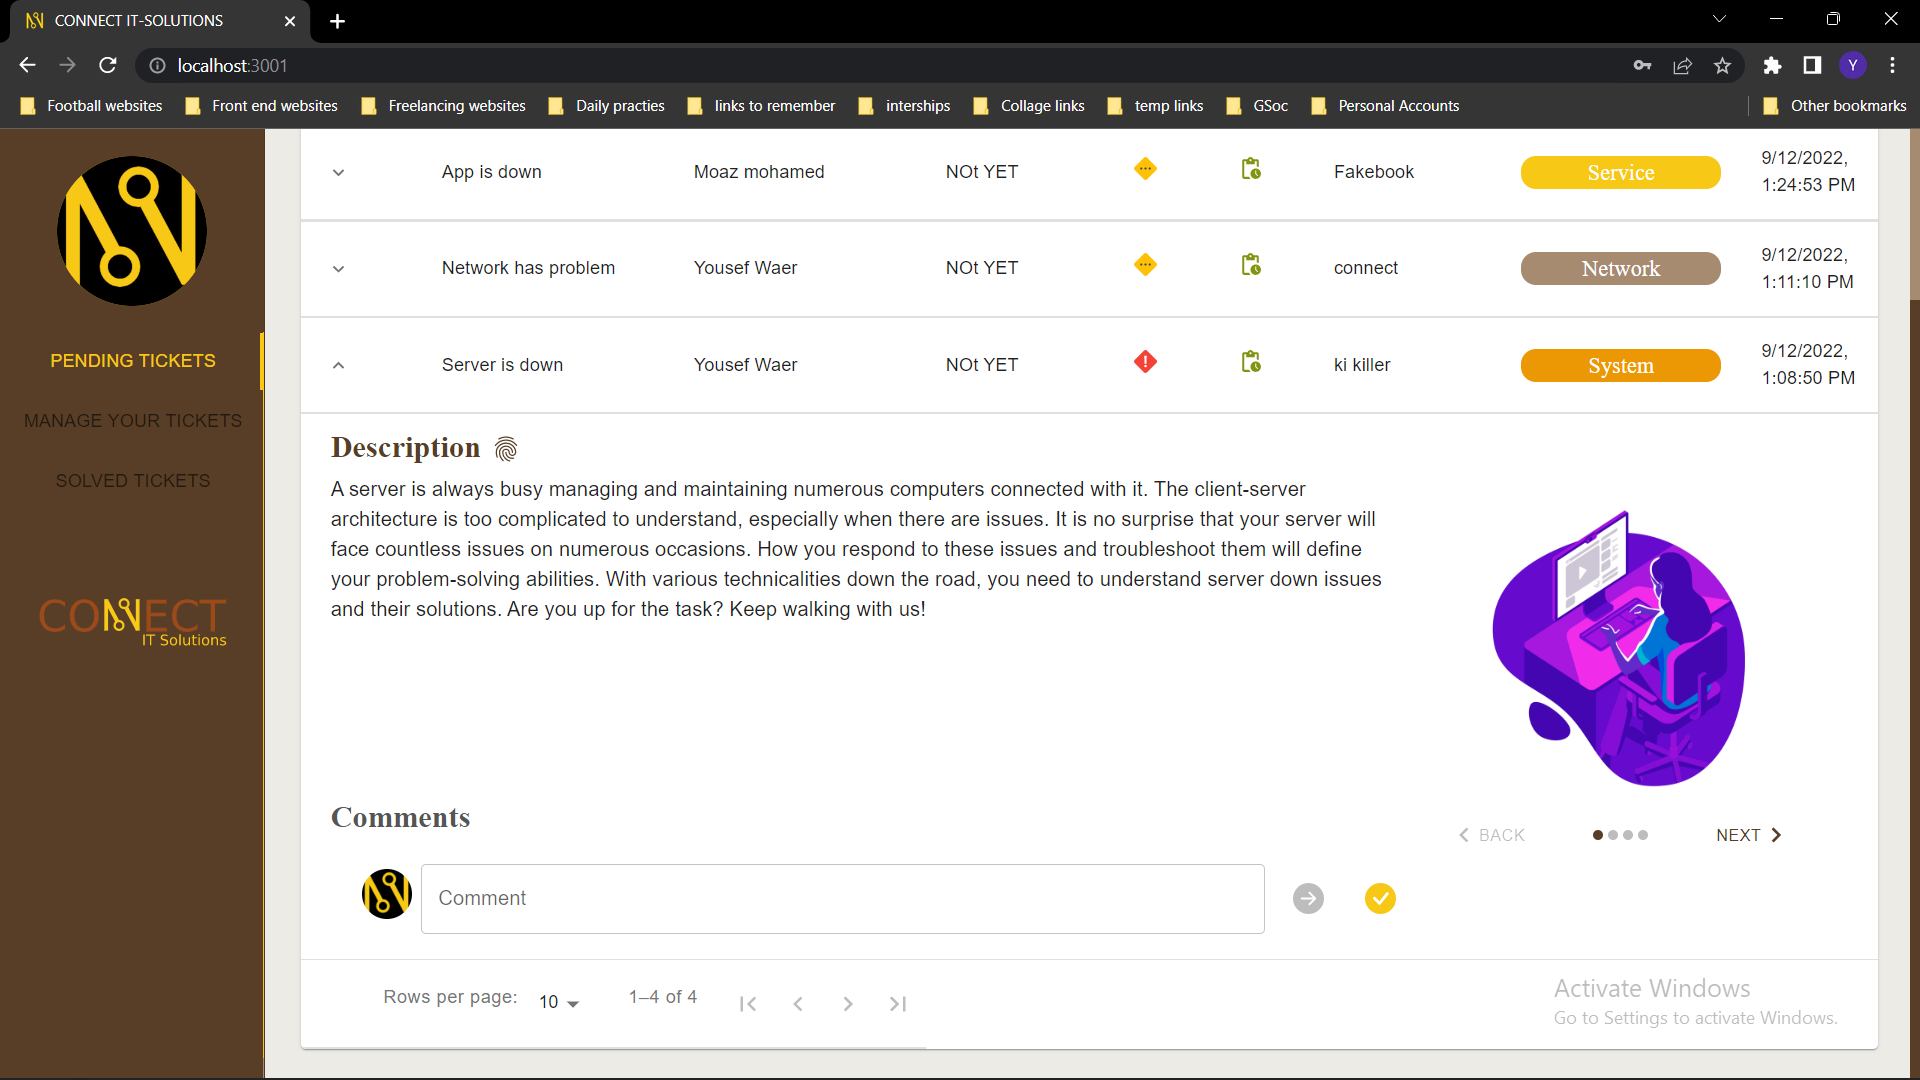 CONNECT IT-SOLUTIONS
localhost:3001
Y
Football websites Front end websites Freelancing websites Daily practies links to remember interships Collage links temp links GSoc Personal Accounts Other bookmarks
PENDING TICKETS
MANAGE YOUR TICKETS
SOLVED TICKETS
CONNECT
IT Solutions
App is down Moaz mohamed NOt YET Fakebook Service 9/12/2022,
1:24:53 PM
Network has problem Yousef Waer NOt YET connect Network 9/12/2022,
1:11:10 PM
Server is down Yousef Waer NOt YET ki killer System 9/12/2022,
1:08:50 PM
Description
A server is always busy managing and maintaining numerous computers connected with it. The client-server
architecture is too complicated to understand, especially when there are issues. It is no surprise that your server will
face countless issues on numerous occasions. How you respond to these issues and troubleshoot them will define
your problem-solving abilities. With various technicalities down the road, you need to understand server down issues
and their solutions. Are you up for the task? Keep walking with us!
Comments
BACK NEXT
Comment
Rows per page: 10 1–4 of 4
Activate Windows
Go to Settings to activate Windows.